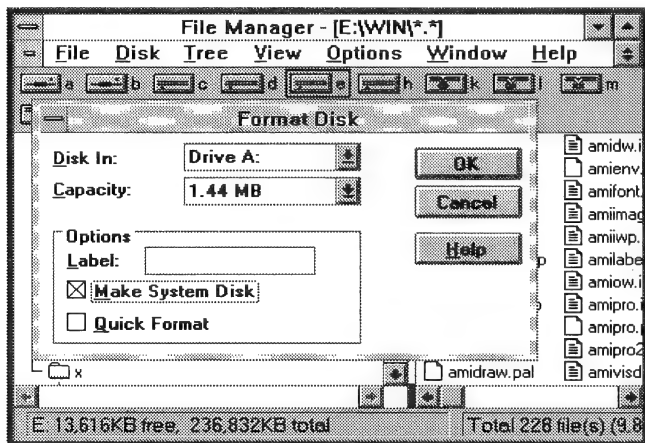 File Manager - [E:\WIN\*.*]
File Disk Tree View Options Window Help
a b c d e h k l m
Format Disk
Disk In: Drive A: OK
Capacity: 1.44 MB Cancel
Options
Label: Help
Make System Disk
Quick Format
amidw.i
amienv.
amifont.
amiimag
amiiwp.
amilabe
amiow.i
amipro.i
amipro.p
amipro2
x amidraw.pal amivisd
E: 13,616KB free, 236,832KB total Total 228 file(s) (9.8